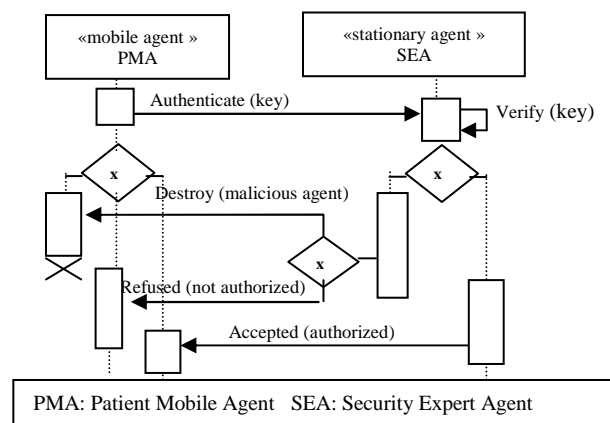 «mobile agent »
PMA
«stationary agent »
SEA
Authenticate (key)
Verify (key)
x
x
Destroy (malicious agent)
x
Refused (not authorized)
Accepted (authorized)
PMA: Patient Mobile Agent SEA: Security Expert Agent